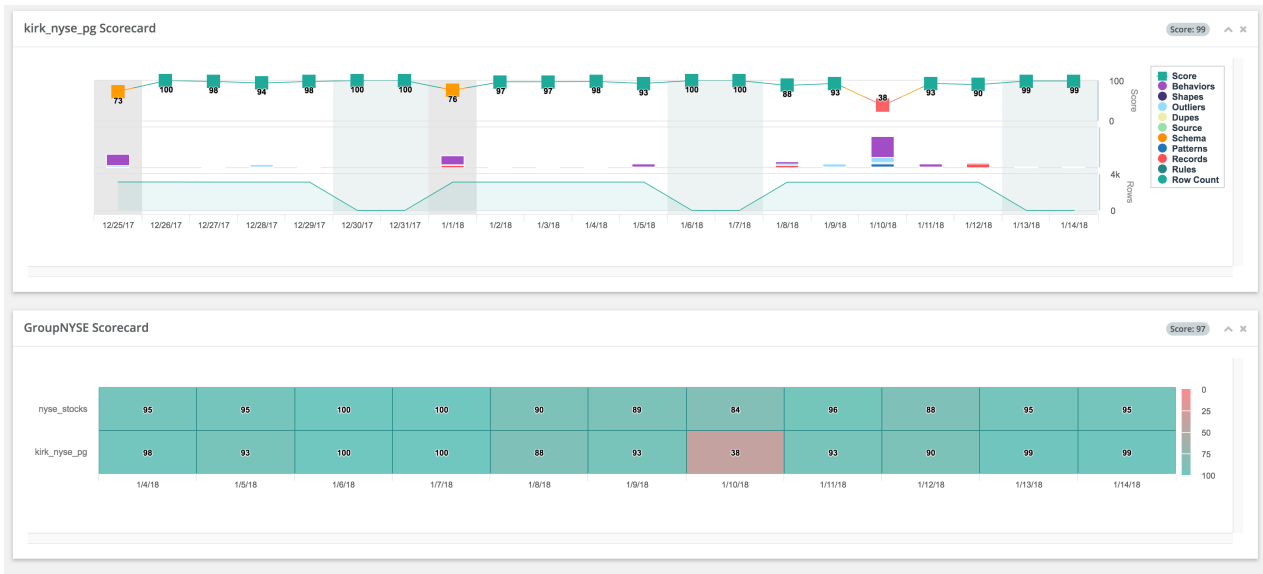 kirk_nyse_pg Scorecard
Score: 99
73 100 98 94 98 100 100 76 97 97 98 93 100 100 88 93 38 93 90 99 99
100
Score
0
4k
Rows
0
12/25/17 12/26/17 12/27/17 12/28/17 12/29/17 12/30/17 12/31/17 1/1/18 1/2/18 1/3/18 1/4/18 1/5/18 1/6/18 1/7/18 1/8/18 1/9/18 1/10/18 1/11/18 1/12/18 1/13/18 1/14/18
Score
Behaviors
Shapes
Outliers
Dupes
Source
Schema
Patterns
Records
Rules
Row Count
GroupNYSE Scorecard
Score: 97
nyse_stocks 95 95 100 100 90 89 84 96 88 95 95
kirk_nyse_pg 98 93 100 100 88 93 38 93 90 99 99
1/4/18 1/5/18 1/6/18 1/7/18 1/8/18 1/9/18 1/10/18 1/11/18 1/12/18 1/13/18 1/14/18
0
25
50
75
100